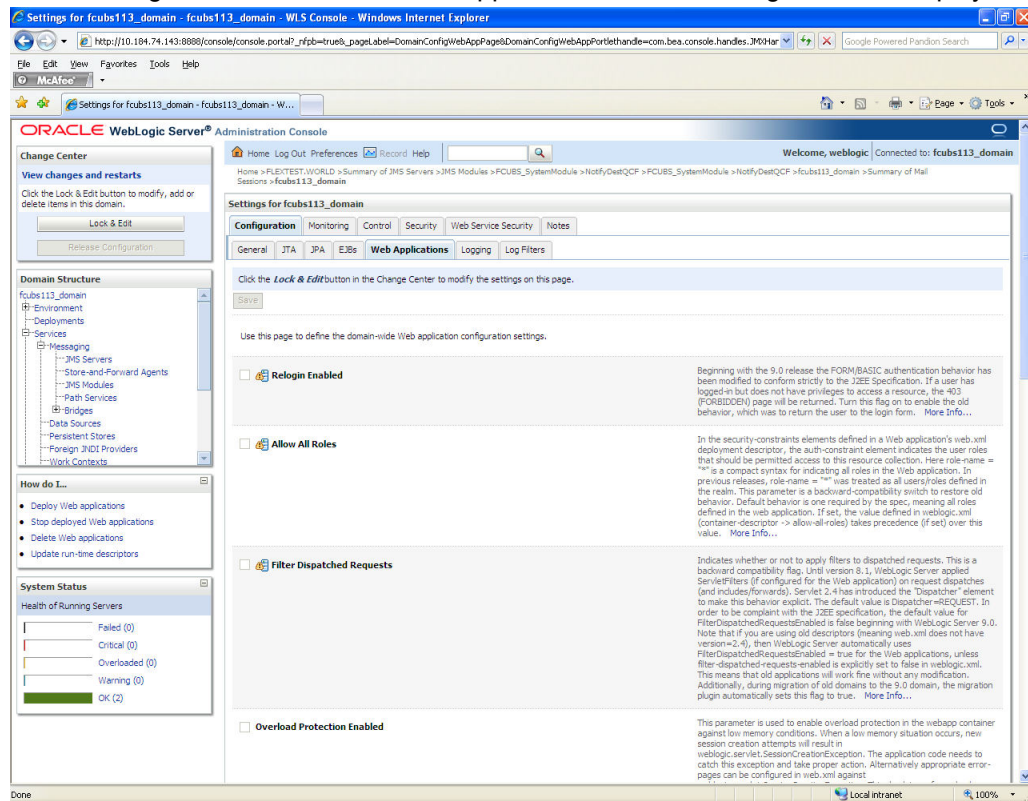 Settings for fcubs113_domain - fcubs113_domain - WLS Console - Windows Internet Explorer
http://10.184.74.143:8888/console/console.portal?_nfpb=true&_pageLabel=DomainConfigWebAppPage&DomainConfigWebAppPortlethandle=com.bea.console.handles.JMXHar
Google Powered Pandion Search
File Edit View Favorites Tools Help
McAfee
Settings for fcubs113_domain - fcubs113_domain - W...
Page Tools
ORACLE WebLogic Server® Administration Console
Change Center
View changes and restarts
Click the Lock & Edit button to modify, add or
delete items in this domain.
Lock & Edit
Release Configuration
Domain Structure
fcubs113_domain
Environment
Deployments
Services
Messaging
JMS Servers
Store-and-Forward Agents
JMS Modules
Path Services
Bridges
Data Sources
Persistent Stores
Foreign JNDI Providers
Work Contexts
How do I...
Deploy Web applications
Stop deployed Web applications
Delete Web applications
Update run-time descriptors
System Status
Health of Running Servers
Failed (0)
Critical (0)
Overloaded (0)
Warning (0)
OK (2)
Home Log Out Preferences Record Help
Welcome, weblogic Connected to: fcubs113_domain
Home >FLEXTEST.WORLD >Summary of JMS Servers >JMS Modules >FCUBS_SystemModule >NotifyDestQCF >FCUBS_SystemModule >NotifyDestQCF >fcubs113_domain >Summary of Mail
Sessions >fcubs113_domain
Settings for fcubs113_domain
Configuration Monitoring Control Security Web Service Security Notes
General JTA JPA EJBs Web Applications Logging Log Filters
Click the Lock & Edit button in the Change Center to modify the settings on this page.
Save
Use this page to define the domain-wide Web application configuration settings.
Relogin Enabled
Beginning with the 9.0 release the FORM/BASIC authentication behavior has
been modified to conform strictly to the J2EE Specification. If a user has
logged-in but does not have privileges to access a resource, the 403
(FORBIDDEN) page will be returned. Turn this flag on to enable the old
behavior, which was to return the user to the login form. More Info...
Allow All Roles
In the security-constraints elements defined in a Web application's web.xml
deployment descriptor, the auth-constraint element indicates the user roles
that should be permitted access to this resource collection. Here role-name =
"*" is a compact syntax for indicating all roles in the Web application. In
previous releases, role-name = "*" was treated as all users/roles defined in
the realm. This parameter is a backward-compatibility switch to restore old
behavior. Default behavior is one required by the spec, meaning all roles
defined in the web application. If set, the value defined in weblogic.xml
(container-descriptor -> allow-all-roles) takes precedence (if set) over this
value. More Info...
Filter Dispatched Requests
Indicates whether or not to apply filters to dispatched requests. This is a
backward compatibility flag. Until version 8.1, WebLogic Server applied
ServletFilters (if configured for the Web application) on request dispatches
(and includes/forwards). Servlet 2.4 has introduced the "Dispatcher" element
to make this behavior explicit. The default value is Dispatcher=REQUEST. In
order to be complaint with the J2EE specification, the default value for
FilterDispatchedRequestsEnabled is false beginning with WebLogic Server 9.0.
Note that if you are using old descriptors (meaning web.xml does not have
version=2.4), then WebLogic Server automatically uses
FilterDispatchedRequestsEnabled = true for the Web applications, unless
filter-dispatched-requests-enabled is explicitly set to false in weblogic.xml.
This means that old applications will work fine without any modification.
Additionally, during migration of old domains to the 9.0 domain, the migration
plugin automatically sets this flag to true. More Info...
Overload Protection Enabled
This parameter is used to enable overload protection in the webapp container
against low memory conditions. When a low memory situation occurs, new
session creation attempts will result in
weblogic.servlet.SessionCreationException. The application code needs to
catch this exception and take proper action. Alternatively appropriate error-
pages can be configured in web.xml against
Done
Local intranet
100%